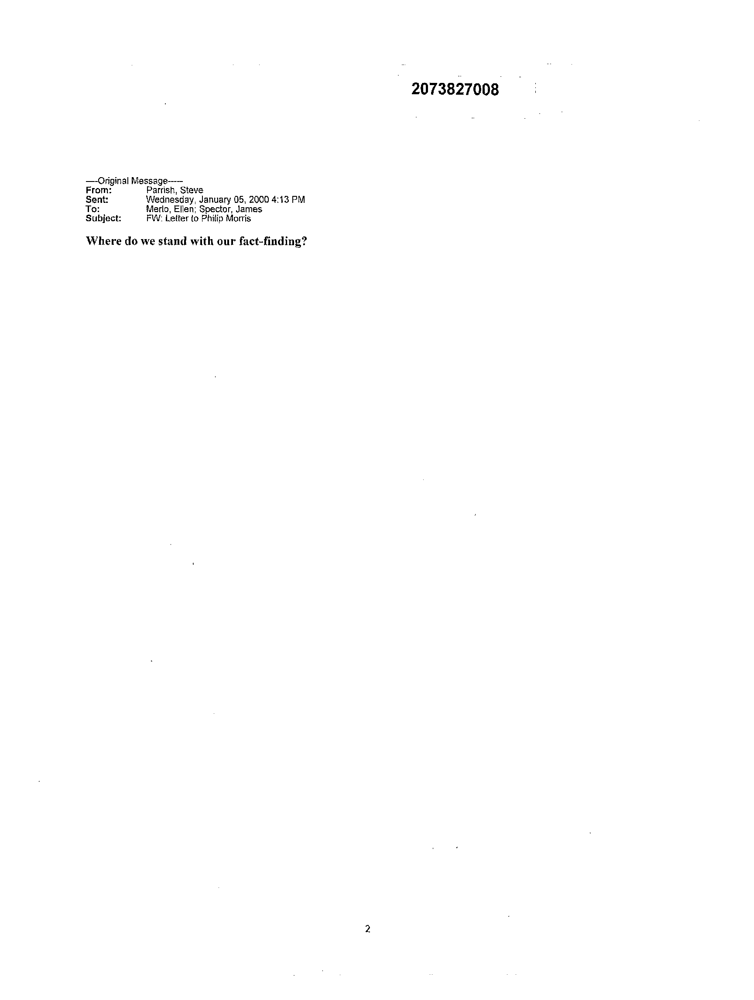 2073827008
-----Original Message-----
From: Parrish, Steve
Sent: Wednesday, January 05, 2000 4:13 PM
To: Merlo, Ellen; Spector, James
Subject: FW: Letter to Philip Morris
Where do we stand with our fact-finding?
2